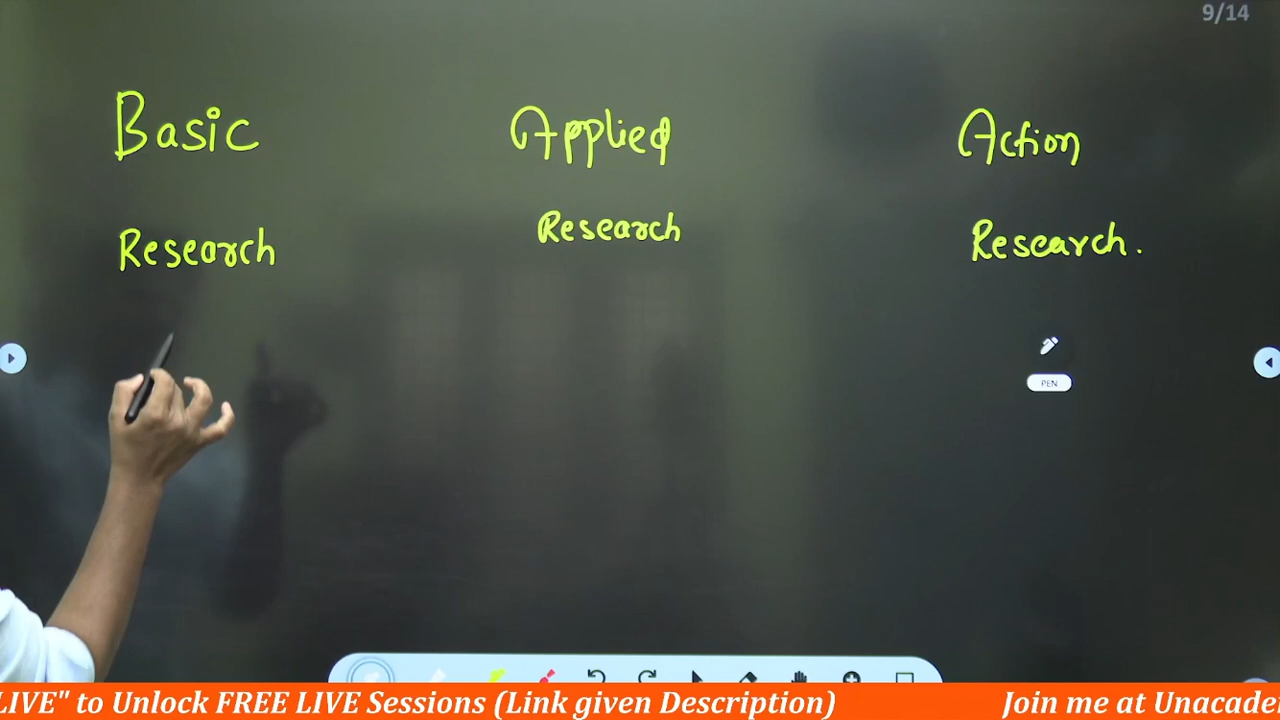 9/14
Basic Applied Action
Research Research Research.
PEN
LIVE" to Unlock FREE LIVE Sessions (Link given Description) Join me at Unacade